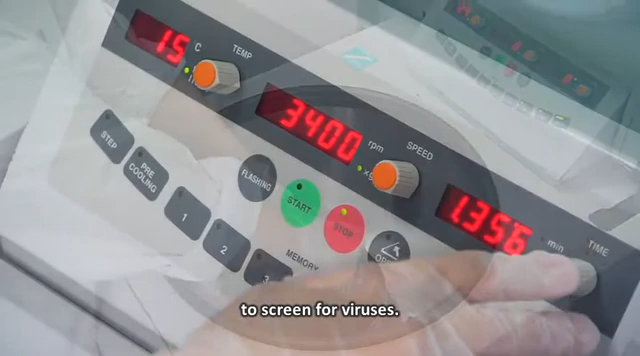 15
C
TEMP
3400
rpm
SPEED
1356
min
TIME
STEP
PRE
COOLING
1
2
3
FLASHING
START
STOP
MEMORY
to screen for viruses.